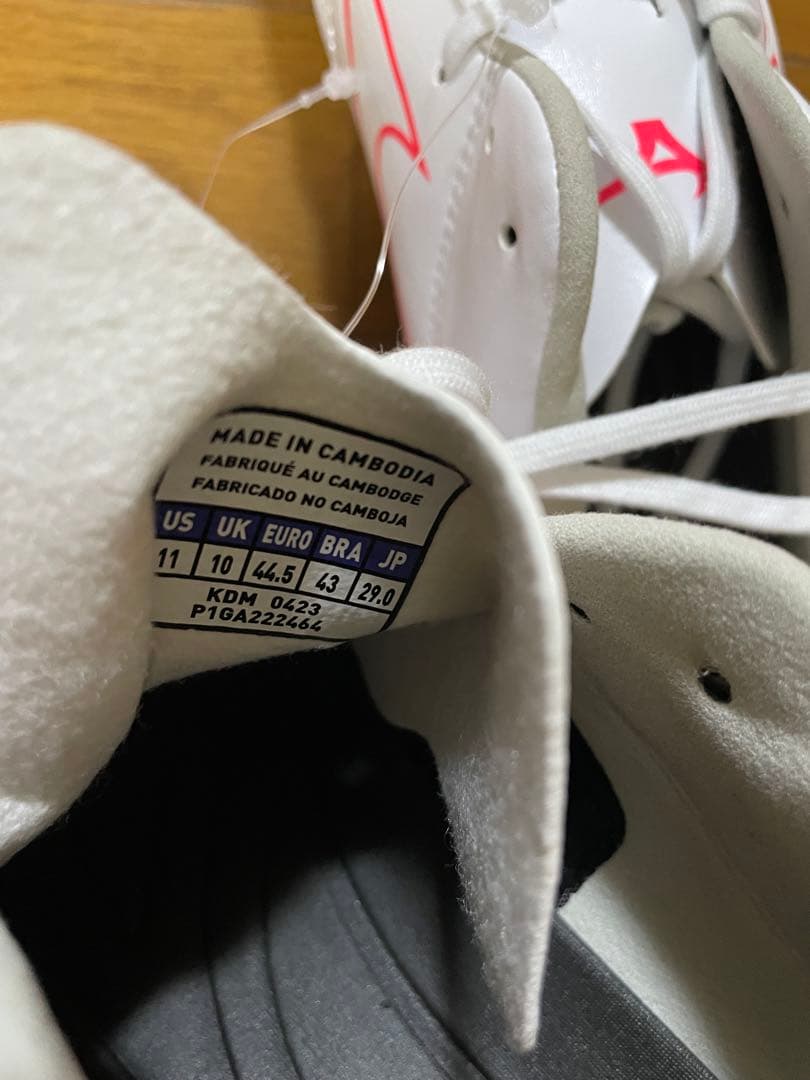 MADE IN CAMBODIA
FABRIQUÉ AU CAMBODGE
FABRICADO NO CAMBOJA
US UK EURO BRA JP
11 10 44.5 43 29.0
KDM 0423
P1GA222464